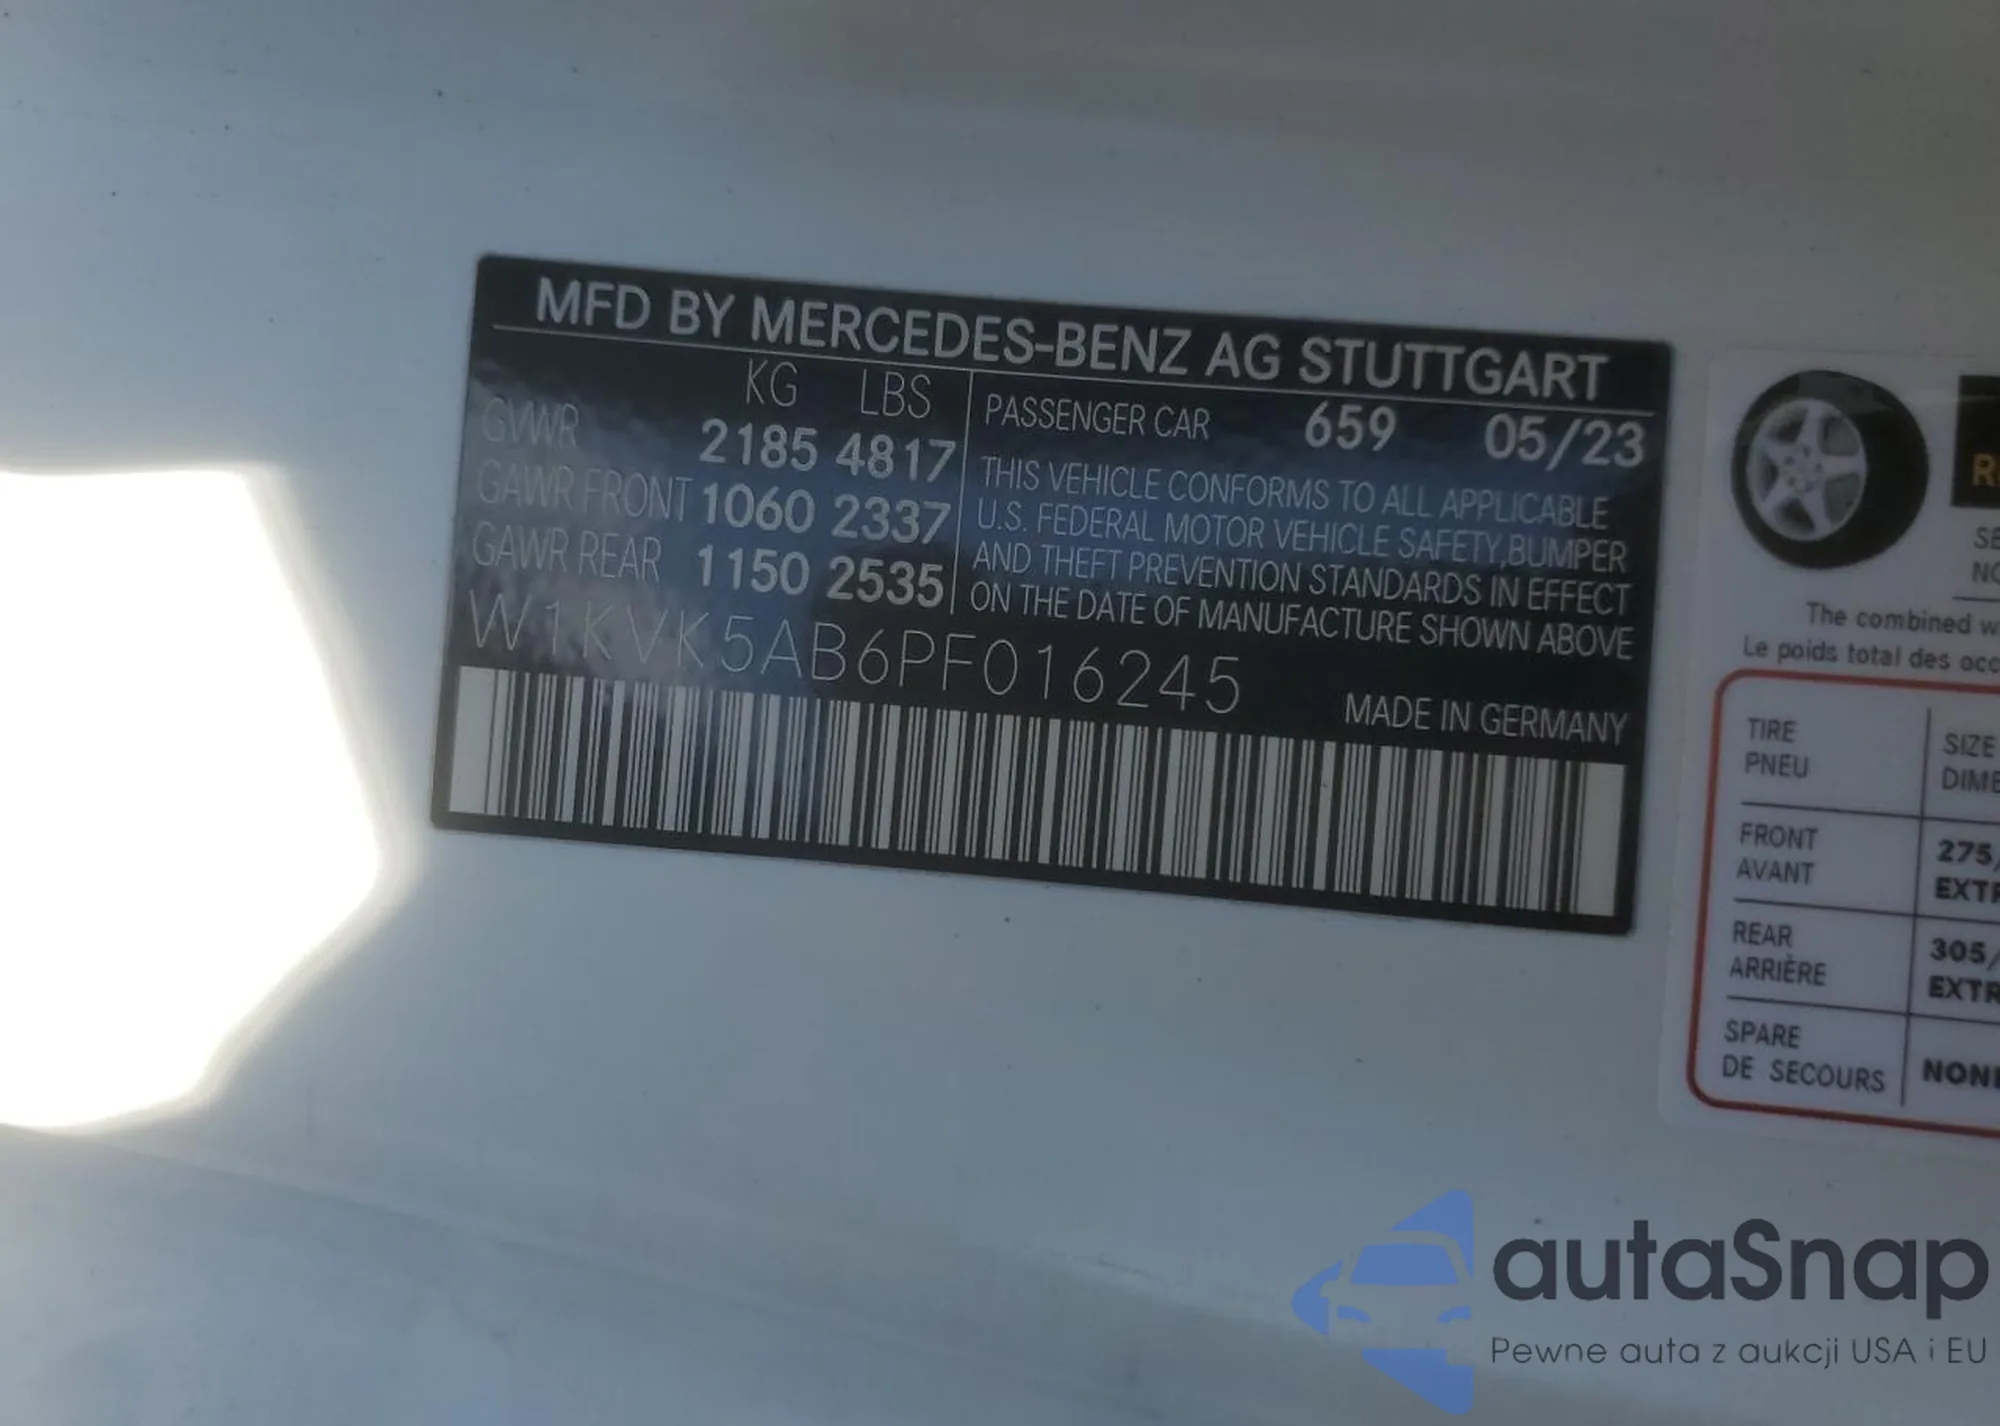 MFD BY MERCEDES-BENZ AG STUTTGART
KG LBS
GVWR 2185 4817
GAWR FRONT 1060 2337
GAWR REAR 1150 2535
PASSENGER CAR 659 05/23
THIS VEHICLE CONFORMS TO ALL APPLICABLE
U.S. FEDERAL MOTOR VEHICLE SAFETY,BUMPER
AND THEFT PREVENTION STANDARDS IN EFFECT
ON THE DATE OF MANUFACTURE SHOWN ABOVE
W1KVK5AB6PF016245
MADE IN GERMANY
The combined
Le poids total des
TIRE
PNEU
SIZE
FRONT
AVANT
275/
REAR
ARRIÈRE
305/
SPARE
DE SECOURS
autaSnap
Pewne auta z aukcji USA i EU